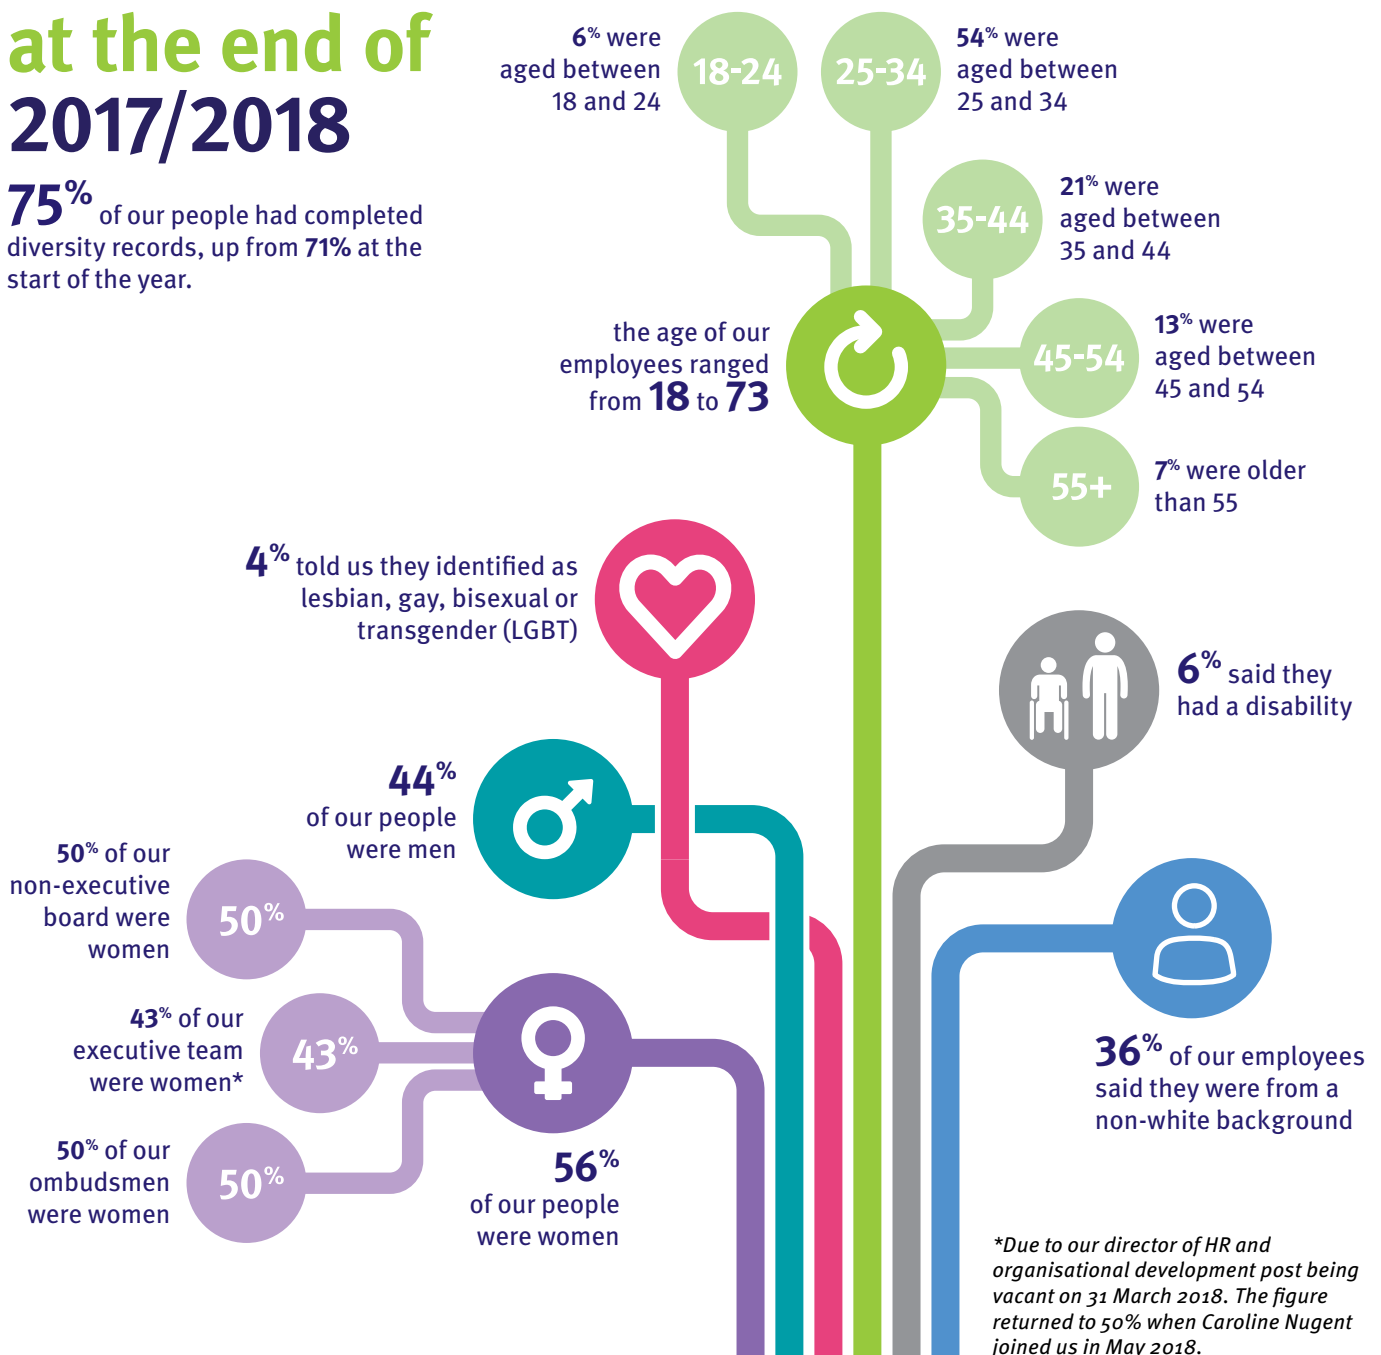 at the end of
2017/2018
75% of our people had completed
diversity records, up from 71% at the
start of the year.
6% were
aged between
18 and 24
18-24
25-34
54% were
aged between
25 and 34
35-44
21% were
aged between
35 and 44
the age of our
employees ranged
from 18 to 73
45-54
13% were
aged between
45 and 54
55+
7% were older
than 55
4% told us they identified as
lesbian, gay, bisexual or
transgender (LGBT)
6% said they
had a disability
44%
of our people
were men
50% of our
non-executive
board were
women
50%
43% of our
executive team
were women*
43%
50% of our
ombudsmen
were women
50%
56%
of our people
were women
36% of our employees
said they were from a
non-white background
*Due to our director of HR and
organisational development post being
vacant on 31 March 2018. The figure
returned to 50% when Caroline Nugent
joined us in May 2018.